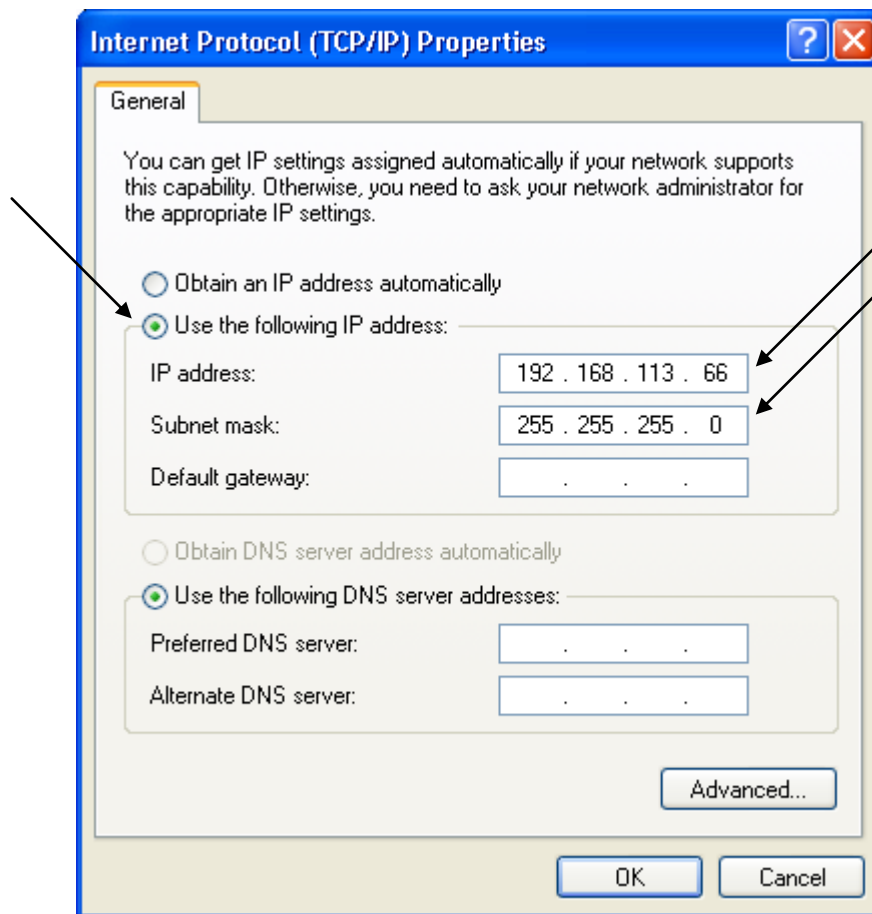 Internet Protocol (TCP/IP) Properties
General
You can get IP settings assigned automatically if your network supports
this capability. Otherwise, you need to ask your network administrator for
the appropriate IP settings.
Obtain an IP address automatically
Use the following IP address:
IP address: 192 . 168 . 113 . 66
Subnet mask: 255 . 255 . 255 . 0
Default gateway: . . .
Obtain DNS server address automatically
Use the following DNS server addresses:
Preferred DNS server: . . .
Alternate DNS server: . . .
Advanced...
OK Cancel